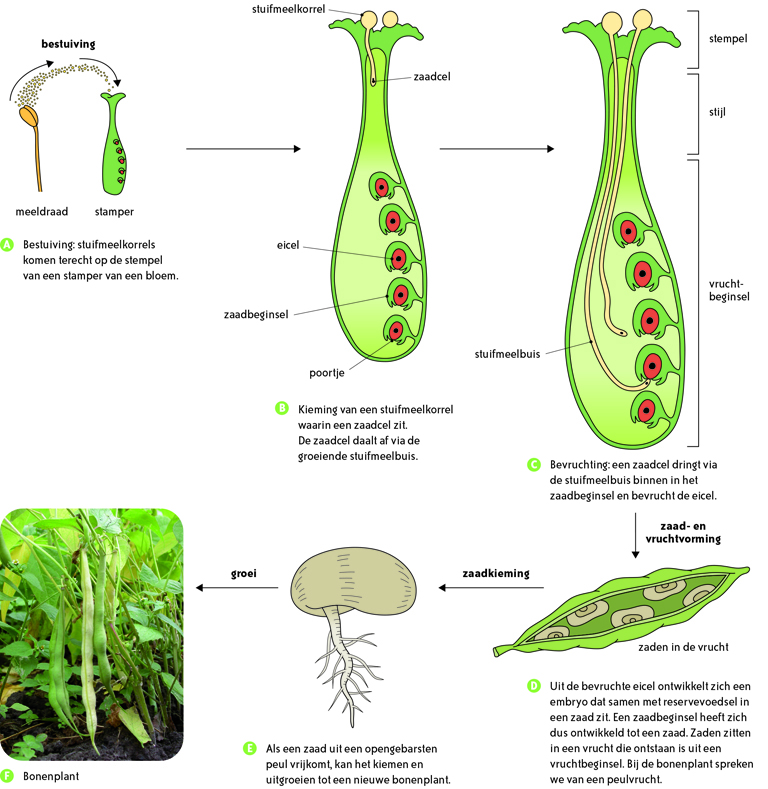 bestuiving
meeldraad
stamper
A Bestuiving: stuifmeelkorrels
komen terecht op de stempel
van een stamper van een bloem.
stuifmeelkorrel
zaadcel
eicel
zaadbeginsel
poortje
B Kieming van een stuifmeelkorrel
waarin een zaadcel zit.
De zaadcel daalt af via de
groeiende stuifmeelbuis.
stempel
stijl
vrucht-
beginsel
stuifmeelbuis
C Bevruchting: een zaadcel dringt via
de stuifmeelbuis binnen in het
zaadbeginsel en bevrucht de eicel.
zaad- en
vruchtvorming
zaden in de vrucht
D Uit de bevruchte eicel ontwikkelt zich een
embryo dat samen met reservevoedsel in
een zaad zit. Een zaadbeginsel heeft zich
dus ontwikkeld tot een zaad. Zaden zitten
in een vrucht die ontstaan is uit een
vruchtbeginsel. Bij de bonenplant spreken
we van een peulvrucht.
zaadkieming
E Als een zaad uit een opengebarsten
peul vrijkomt, kan het kiemen en
uitgroeien tot een nieuwe bonenplant.
groei
F Bonenplant